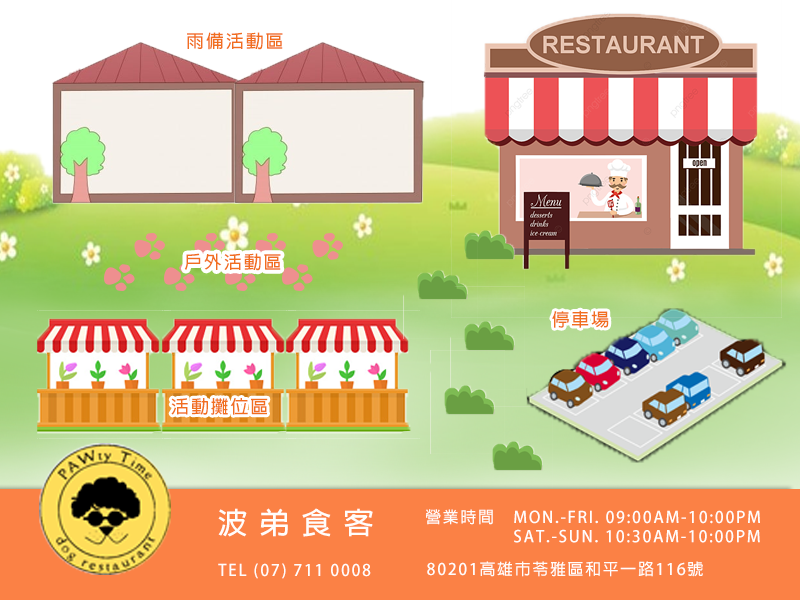 雨備活動區
RESTAURANT
open
Menu
desserts
drinks
ice cream
戶外活動區
停車場
活動攤位區
PAWty Time
dog restaurant
波弟食客
營業時間 MON.-FRI. 09:00AM-10:00PM
SAT.-SUN. 10:30AM-10:00PM
TEL (07) 711 0008
80201高雄市苓雅區和平一路116號